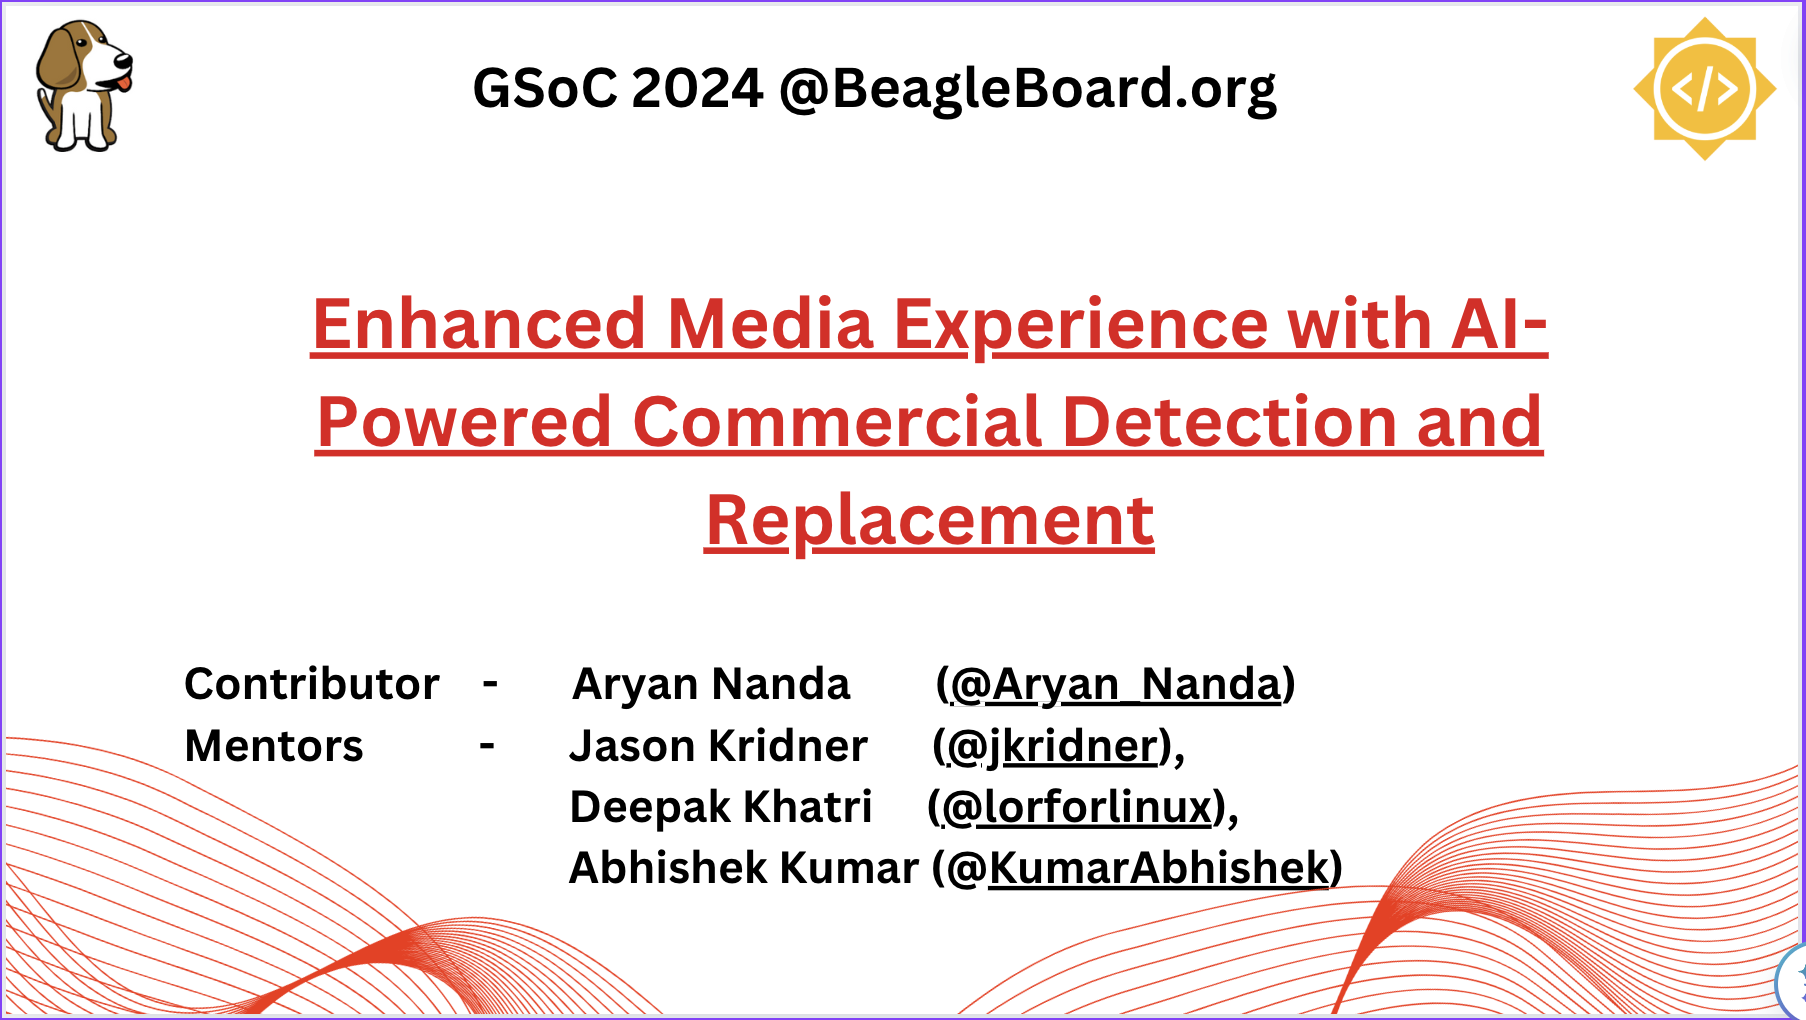 GSoC 2024 @BeagleBoard.org
</>
Enhanced Media Experience with AI-
Powered Commercial Detection and
Replacement
Contributor - Aryan Nanda (@Aryan_Nanda)
Mentors - Jason Kridner (@jkridner),
Deepak Khatri (@lorforlinux),
Abhishek Kumar (@KumarAbhishek)